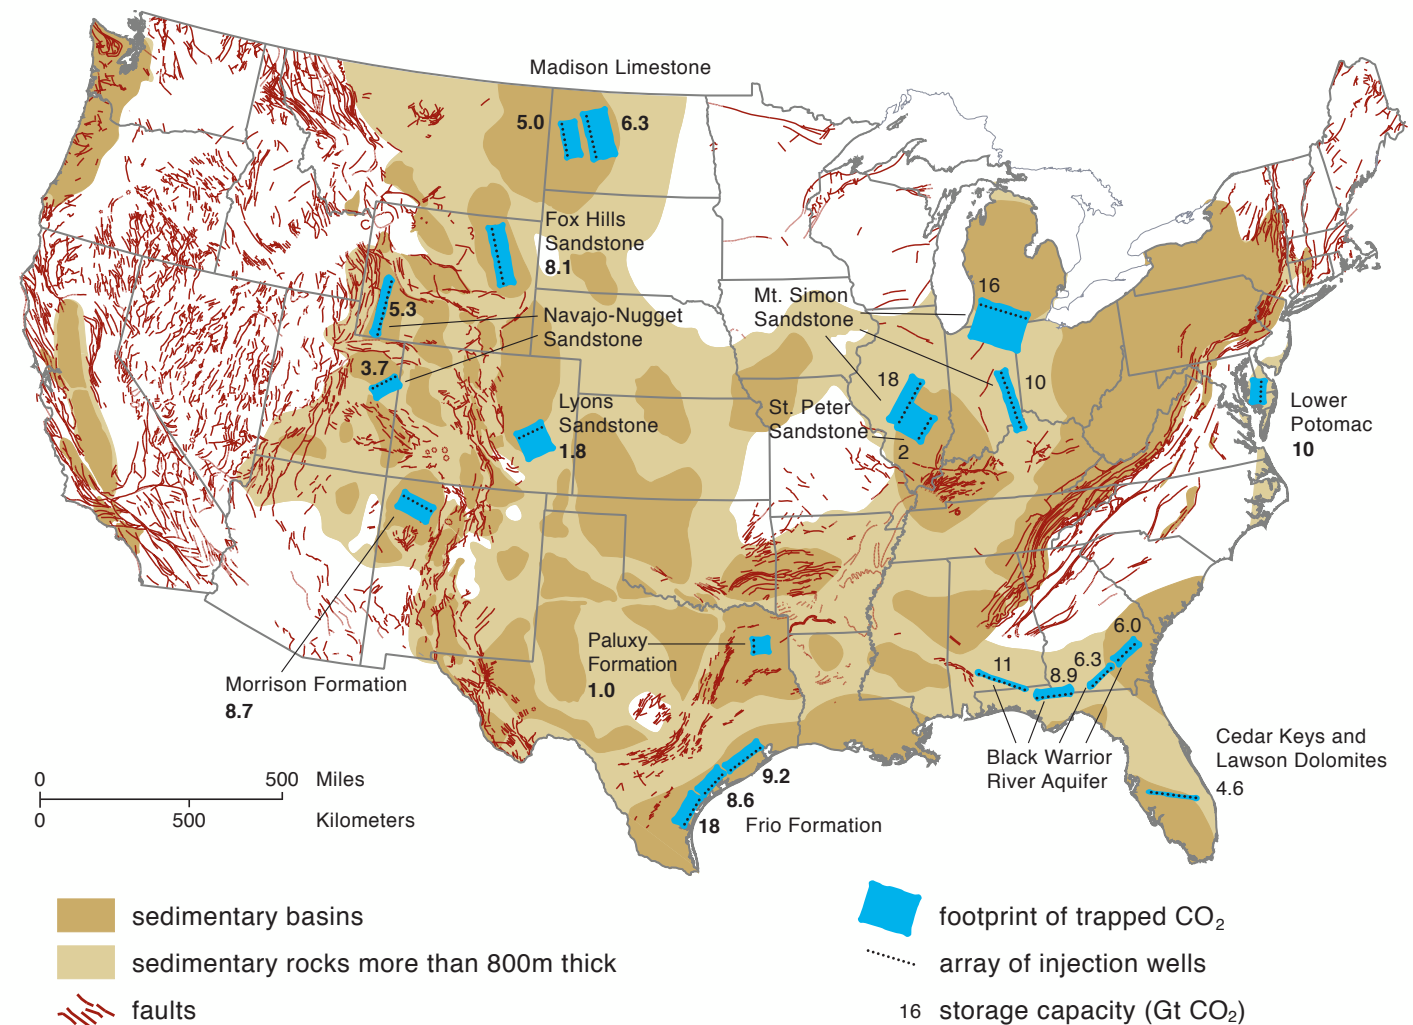 Madison Limestone
5.0
6.3
Fox Hills
Sandstone
8.1
5.3
Navajo-Nugget
Sandstone
3.7
Lyons
Sandstone
1.8
16
Mt. Simon
Sandstone
18
10
St. Peter
Sandstone
2
Lower
Potomac
10
Morrison Formation
8.7
Paluxy
Formation
1.0
9.2
8.6
18
Frio Formation
11
8.9
6.3
6.0
Black Warrior
River Aquifer
Cedar Keys and
Lawson Dolomites
4.6
0 500 Miles
0 500 Kilometers
sedimentary basins
sedimentary rocks more than 800m thick
faults
footprint of trapped CO₂
array of injection wells
16 storage capacity (Gt CO₂)